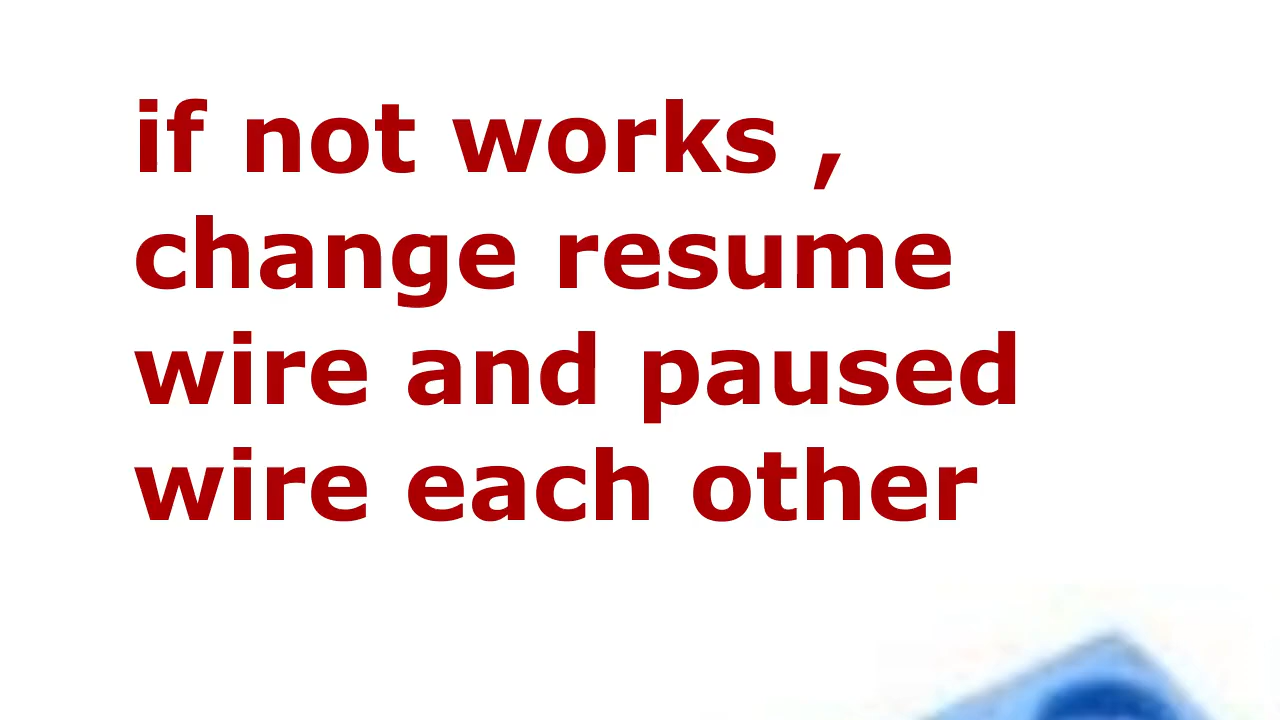 if not works ,
change resume
wire and paused
wire each other